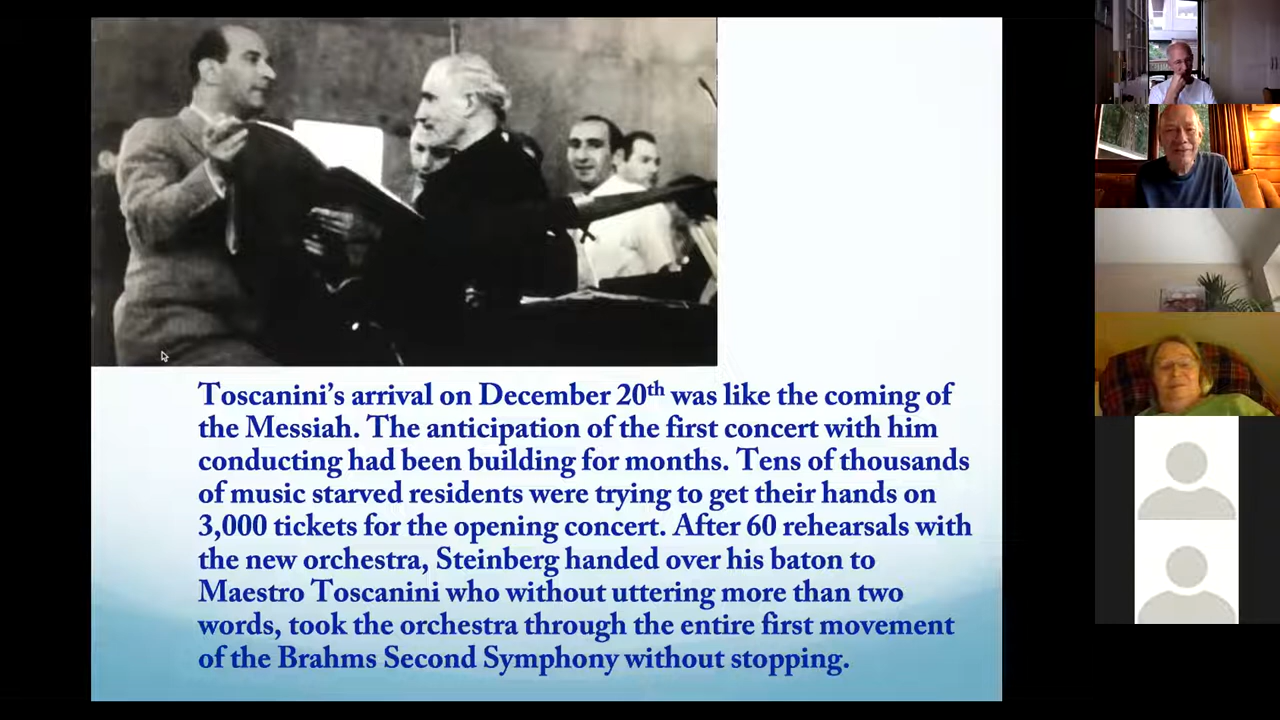 Toscanini’s arrival on December 20th was like the coming of
the Messiah. The anticipation of the first concert with him
conducting had been building for months. Tens of thousands
of music starved residents were trying to get their hands on
3,000 tickets for the opening concert. After 60 rehearsals with
the new orchestra, Steinberg handed over his baton to
Maestro Toscanini who without uttering more than two
words, took the orchestra through the entire first movement
of the Brahms Second Symphony without stopping.